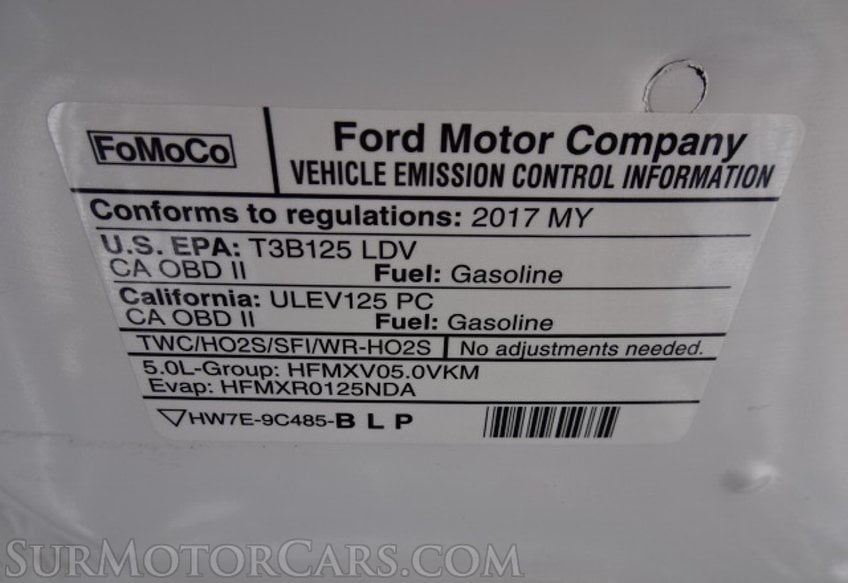 FoMoCo
Ford Motor Company
VEHICLE EMISSION CONTROL INFORMATION
Conforms to regulations: 2017 MY
U.S. EPA: T3B125 LDV
CA OBD II Fuel: Gasoline
California: ULEV125 PC
CA OBD II Fuel: Gasoline
TWC/HO2S/SFI/WR-HO2S No adjustments needed.
5.0L-Group: HFMXV05.0VKM
Evap: HFMXR0125NDA
HW7E-9C485-BLP
SURMOTORCARS.COM